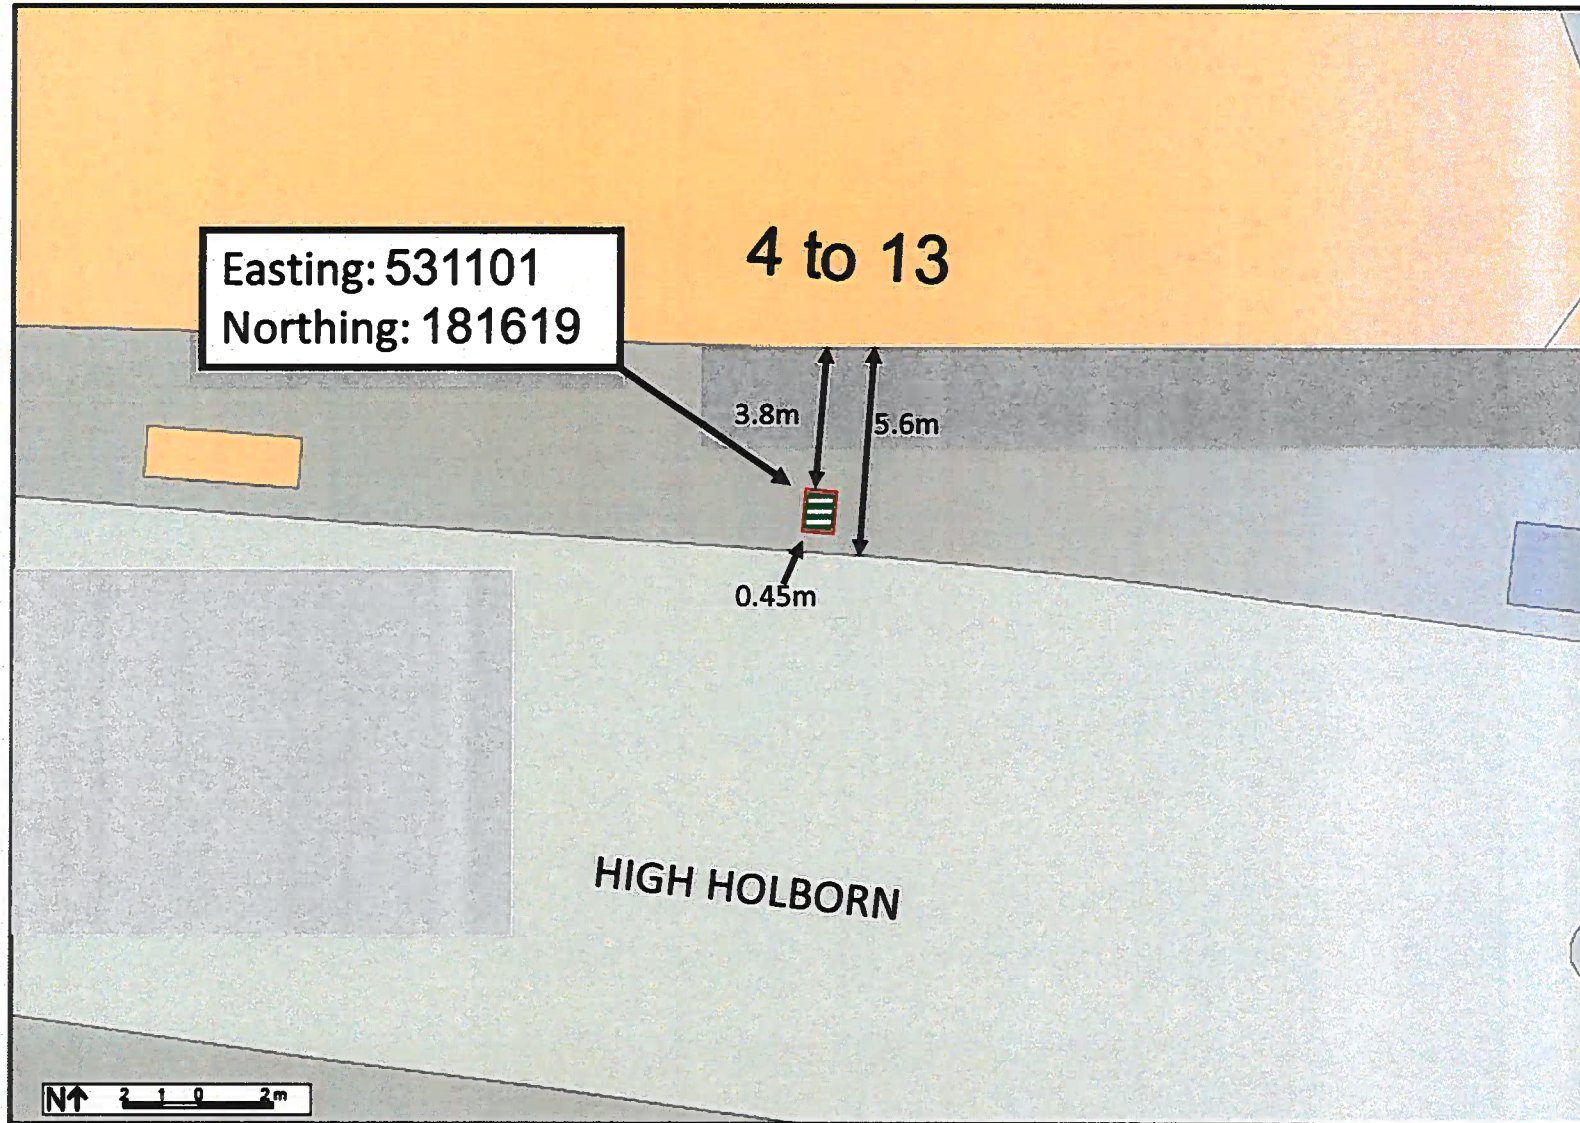 4 to 13
Easting: 531101
Northing: 181619
3.8m
5.6m
0.45m
HIGH HOLBORN
N 2 1 0 2m